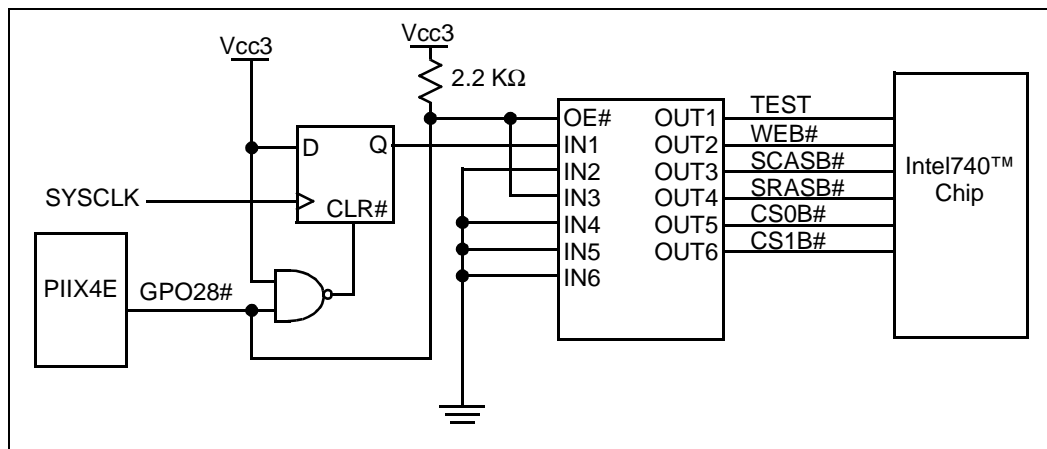 Vcc3
Vcc3
2.2 KΩ
D Q
CLR#
SYSCLK
PIIX4E
GPO28#
OE# OUT1
IN1 OUT2
IN2 OUT3
IN3 OUT4
IN4 OUT5
IN5 OUT6
IN6
TEST
WEB#
SCASB#
SRASB#
CS0B#
CS1B#
Intel740™
Chip